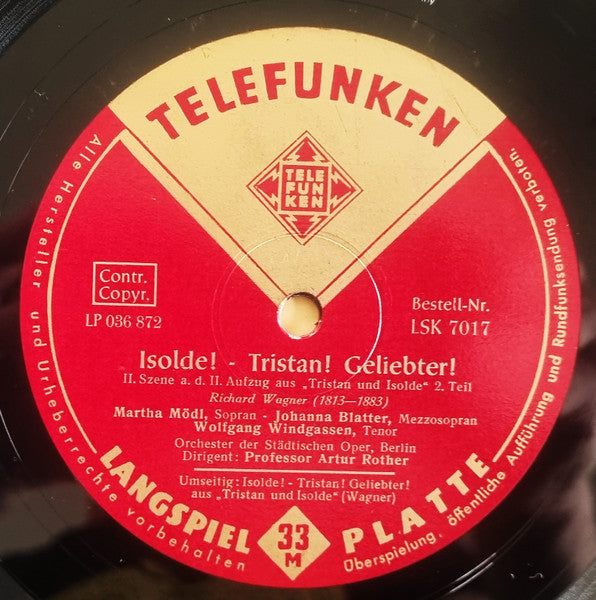 TELEFUNKEN
TELE
FUN
KEN
Contr.
Copyr.
LP 036 872
Bestell-Nr.
LSK 7017
Isolde! - Tristan! Geliebter!
II. Szene a. d. II. Aufzug aus „Tristan und Isolde“ 2. Teil
Richard Wagner (1813—1883)
Martha Mödl, Sopran - Johanna Blatter, Mezzosopran
Wolfgang Windgassen, Tenor
Orchester der Städtischen Oper, Berlin
Dirigent: Professor Artur Rother
Umseitig: Isolde! - Tristan! Geliebter!
aus „Tristan und Isolde“ (Wagner)
LANGSPIEL 33 PLATTE
M
Alle Hersteller und Urheberrechte vorbehalten
Überspielung, öffentliche Aufführung und Rundfunksendung verboten.